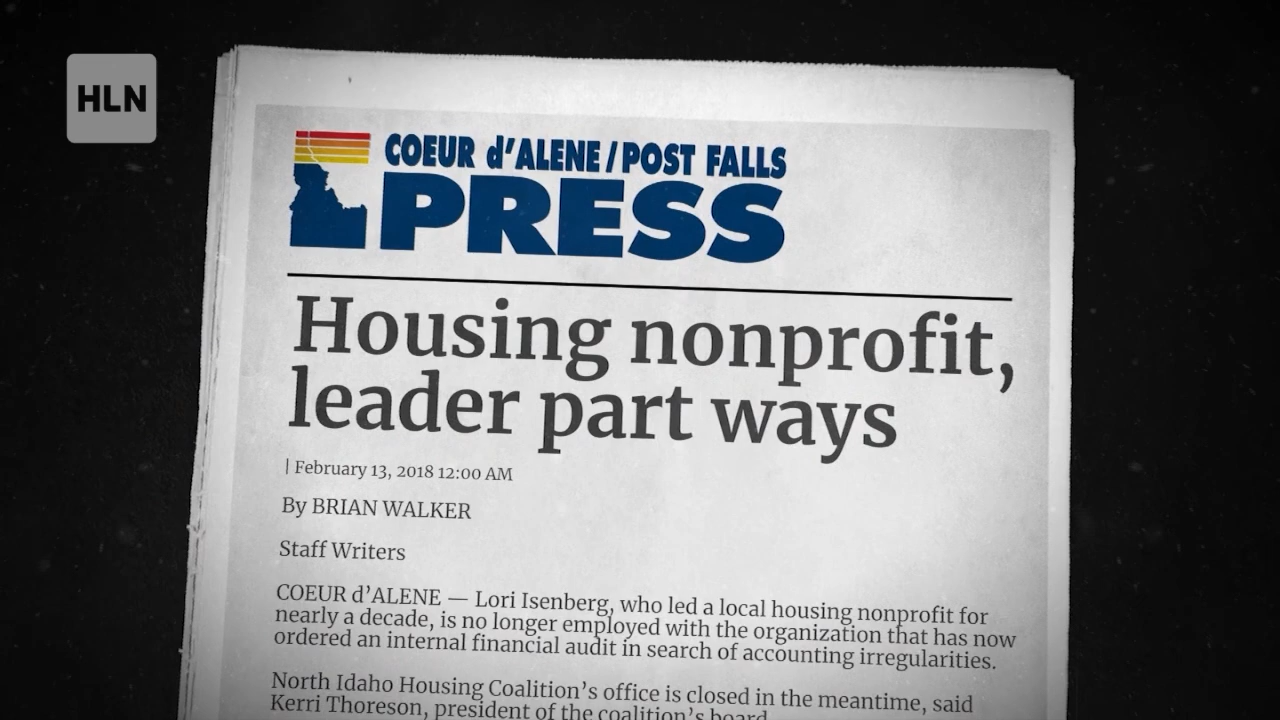 HLN
COEUR d'ALENE / POST FALLS
PRESS
Housing nonprofit,
leader part ways
| February 13, 2018 12:00 AM
By BRIAN WALKER
Staff Writers
COEUR d'ALENE — Lori Isenberg, who led a local housing nonprofit for
nearly a decade, is no longer employed with the organization that has now
ordered an internal financial audit in search of accounting irregularities.
North Idaho Housing Coalition's office is closed in the meantime, said
Kerri Thoreson, president of the coalition's board